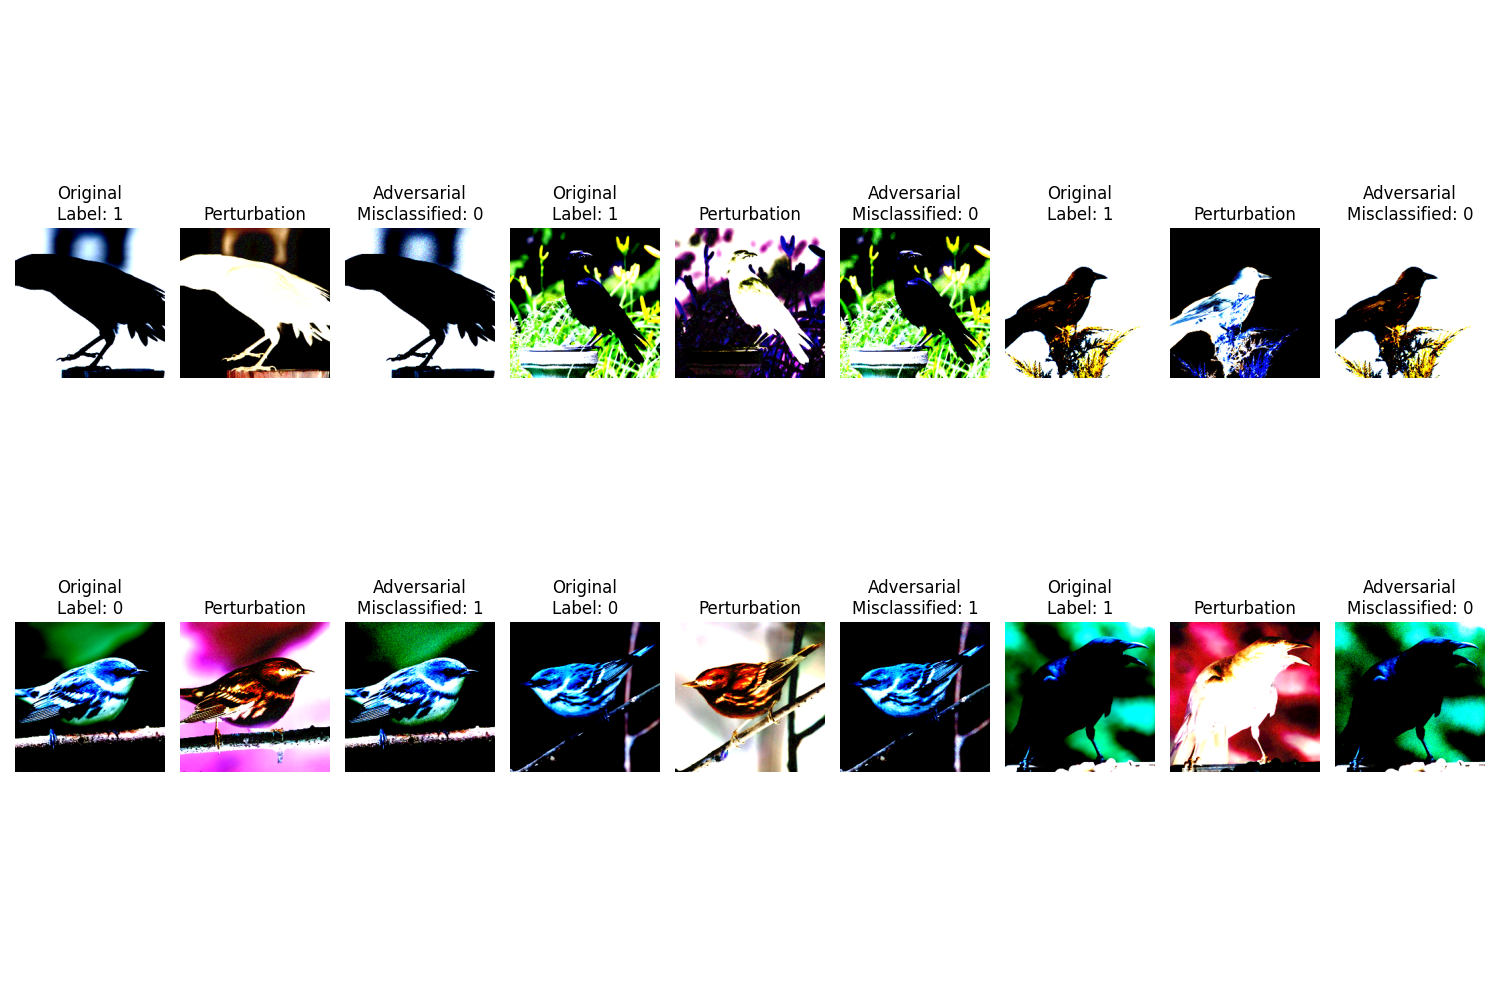 Original
Label: 1
Perturbation
Adversarial
Misclassified: 0
Original
Label: 1
Perturbation
Adversarial
Misclassified: 0
Original
Label: 1
Perturbation
Adversarial
Misclassified: 0
Original
Label: 0
Perturbation
Adversarial
Misclassified: 1
Original
Label: 0
Perturbation
Adversarial
Misclassified: 1
Original
Label: 1
Perturbation
Adversarial
Misclassified: 0